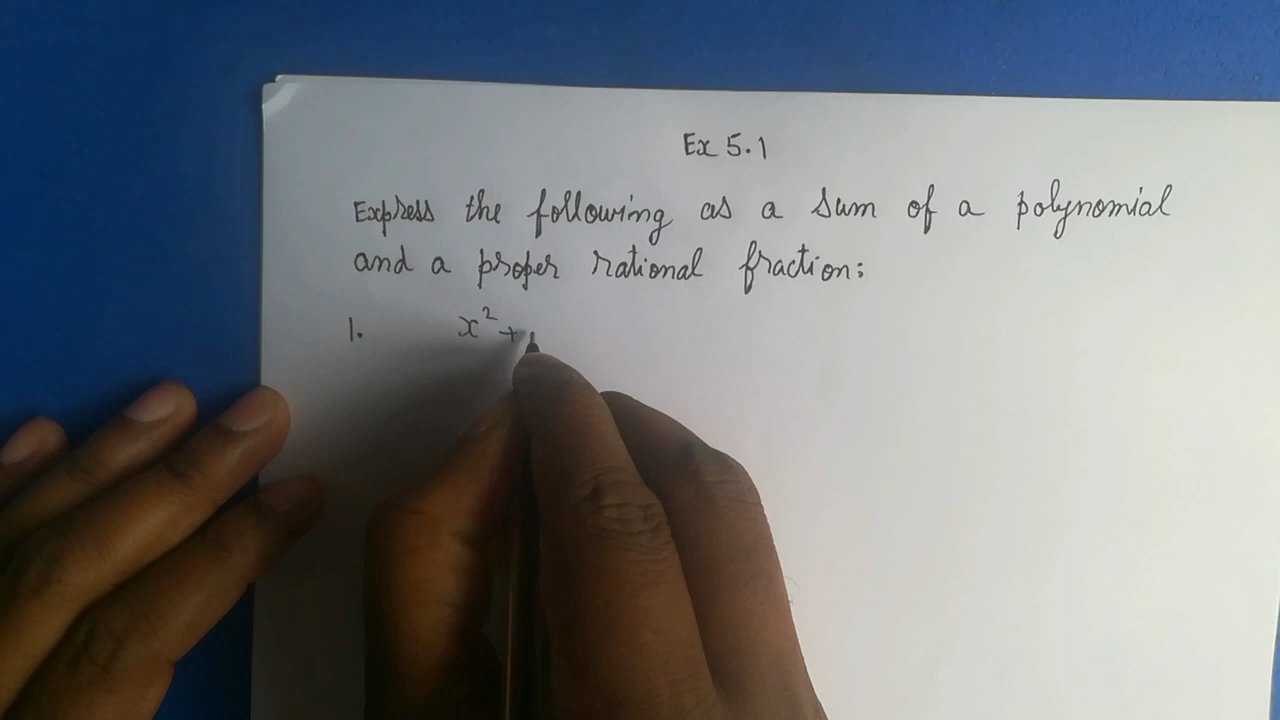 Ex 5.1
Express the following as a sum of a polynomial
and a proper rational fraction:
1. x² +